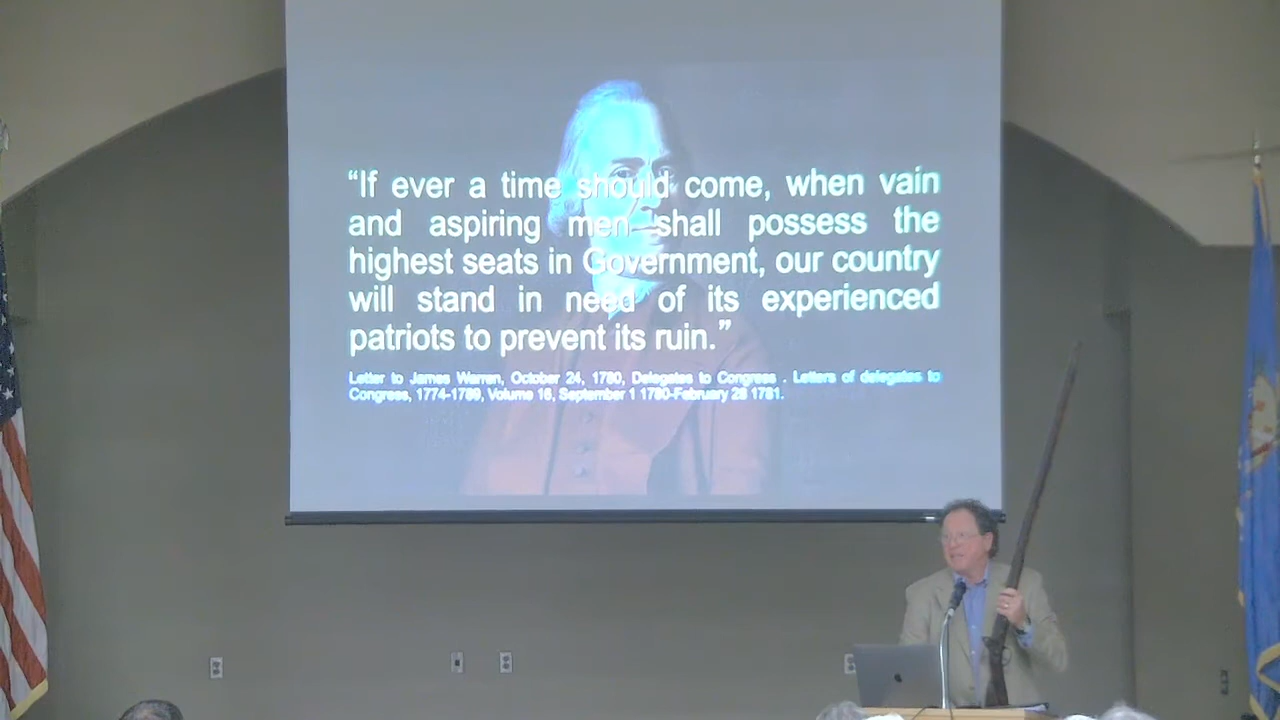 “If ever a time should come, when vain
and aspiring men shall possess the
highest seats in Government, our country
will stand in need of its experienced
patriots to prevent its ruin.”
Letter to James Warren, October 24, 1780, Delegates to Congress . Letters of delegates to
Congress, 1774-1789, Volume 16, September 1 1780-February 28 1781.